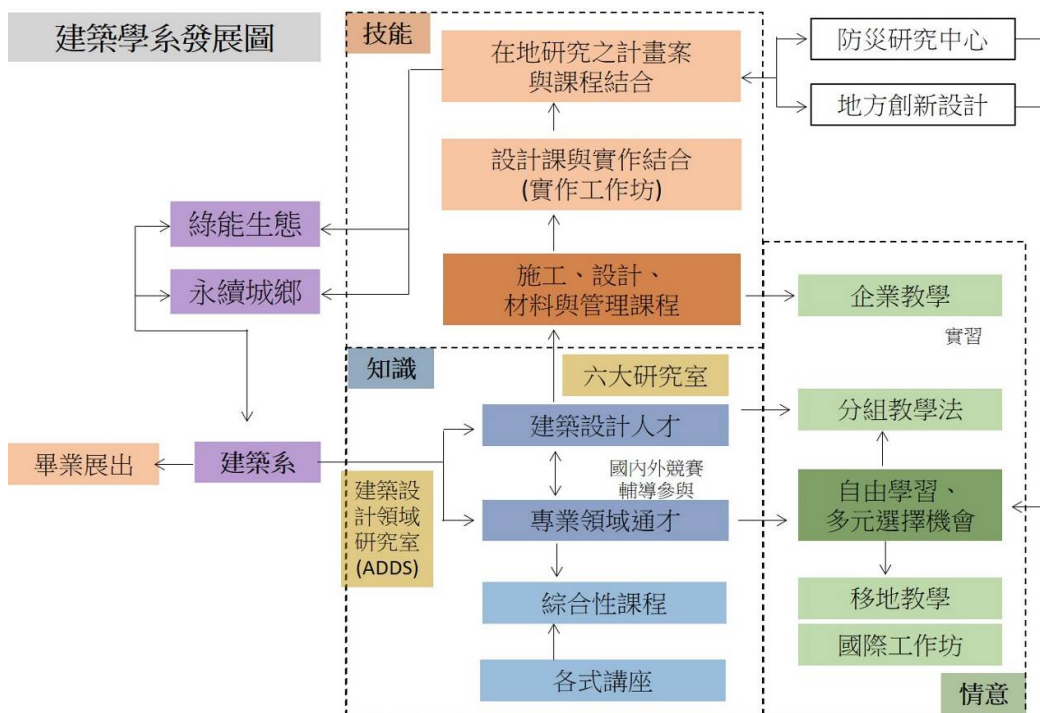 建築學系發展圖
技能
在地研究之計畫案
與課程結合
防災研究中心
地方創新設計
設計課與實作結合
(實作工作坊)
綠能生態
永續城鄉
施工、設計、
材料與管理課程
企業教學
實習
知識
六大研究室
建築設計人才
分組教學法
畢業展出
建築系
建築設
計領域
研究室
(ADDS)
國內外競賽
輔導參與
專業領域通才
自由學習、
多元選擇機會
綜合性課程
移地教學
國際工作坊
各式講座
情意